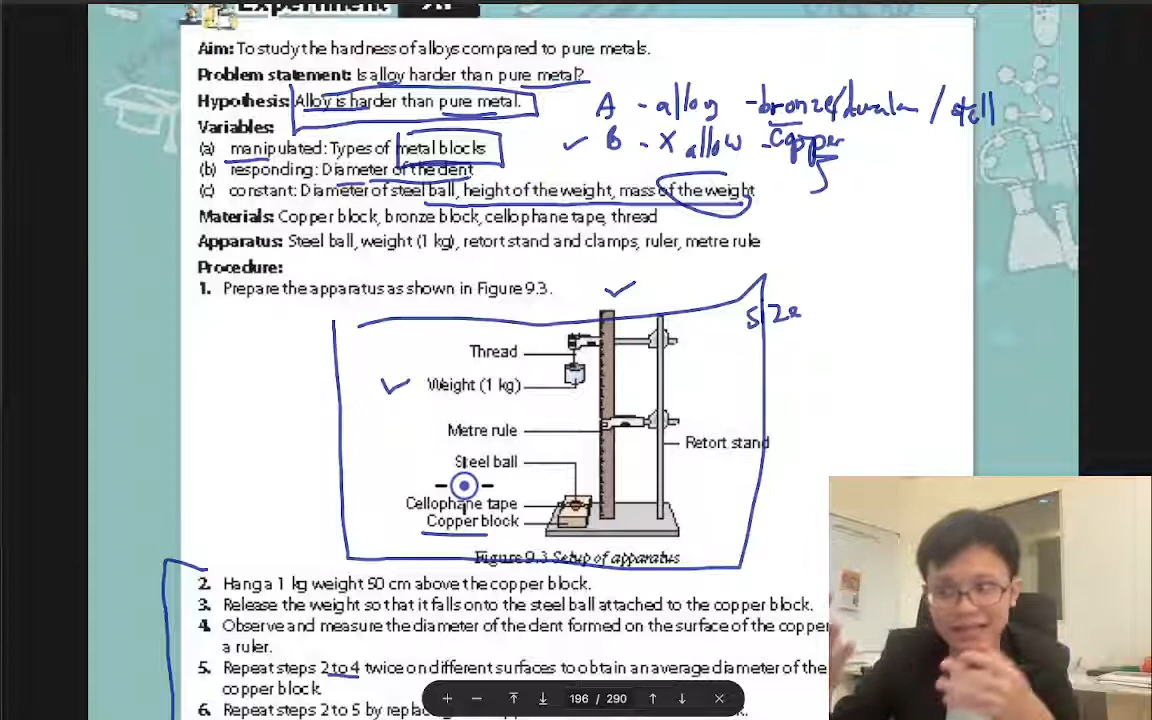 Experiment
Aim: To study the hardness of alloys compared to pure metals.
Problem statement: Is alloy harder than pure metal?
Hypothesis: Alloy is harder than pure metal.
A - alloy - bronze/duralum / stell
Variables:
B - X allow - copper
(a) manipulated: Types of metal blocks
(b) responding: Diameter of the dent
(c) constant: Diameter of steel ball, height of the weight, mass of the weight
Materials: Copper block, bronze block, cellophane tape, thread
Apparatus: Steel ball, weight (1 kg), retort stand and clamps, ruler, metre rule
Procedure:
1. Prepare the apparatus as shown in Figure 9.3.
size
Thread
Weight (1 kg)
Metre rule
Retort stand
Steel ball
Cellophane tape
Copper block
Figure 9.3 Setup of apparatus
2. Hang a 1 kg weight 50 cm above the copper block.
3. Release the weight so that it falls onto the steel ball attached to the copper block.
4. Observe and measure the diameter of the dent formed on the surface of the copper
a ruler.
5. Repeat steps 2 to 4 twice on different surfaces to obtain an average diameter of the
copper block.
196 / 290
6. Repeat steps 2 to 5 by